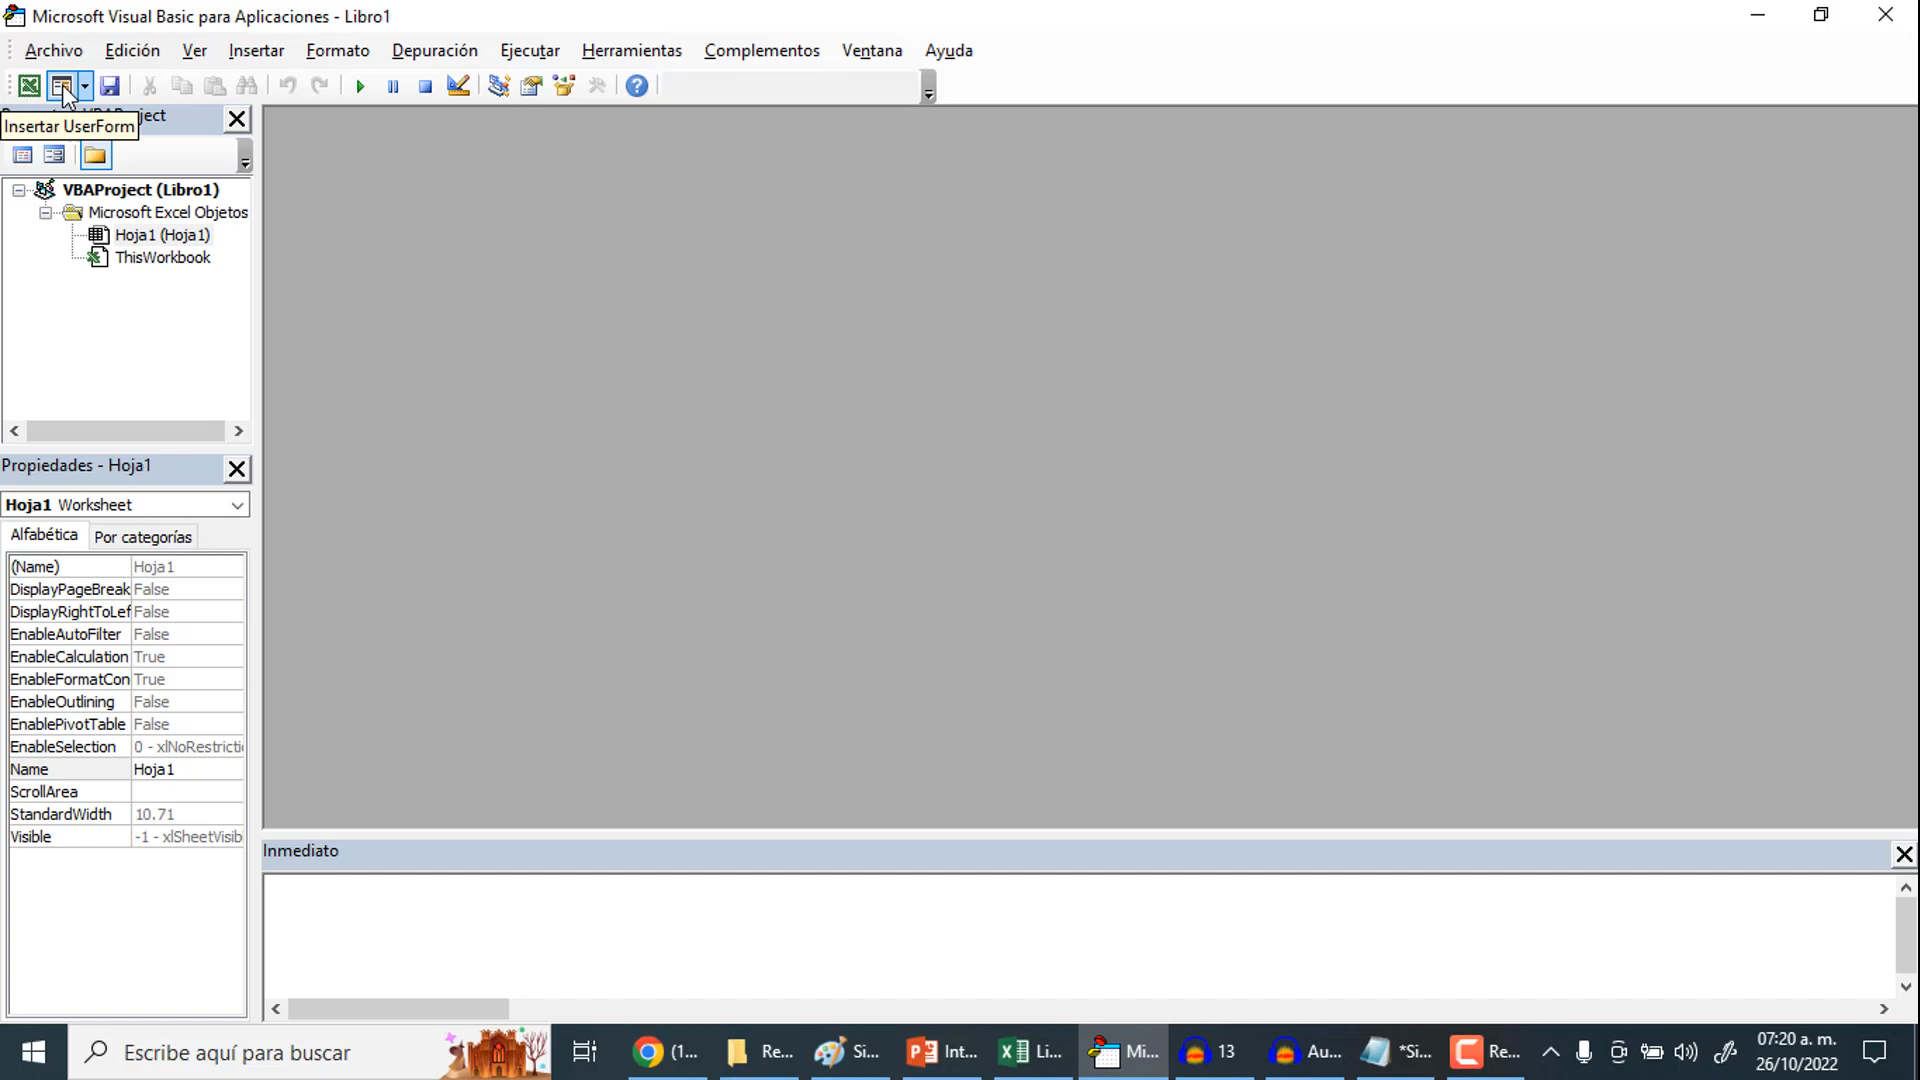 Microsoft Visual Basic para Aplicaciones - Libro1
Archivo Edición Ver Insertar Formato Depuración Ejecutar Herramientas Complementos Ventana Ayuda
Insertar UserForm
VBAProject (Libro1)
Microsoft Excel Objetos
Hoja1 (Hoja1)
ThisWorkbook
Propiedades - Hoja1
Hoja1 Worksheet
Alfabética Por categorías
(Name) Hoja1
DisplayPageBreak False
DisplayRightToLef False
EnableAutoFilter False
EnableCalculation True
EnableFormatCon True
EnableOutlining False
EnablePivotTable False
EnableSelection 0 - xlNoRestricti
Name Hoja1
ScrollArea
StandardWidth 10.71
Visible -1 - xlSheetVisib
Inmediato
Escribe aquí para buscar
(1...
Re...
Si...
Int...
Li...
Mi...
13
Au...
*Si...
Re...
07:20 a. m.
26/10/2022